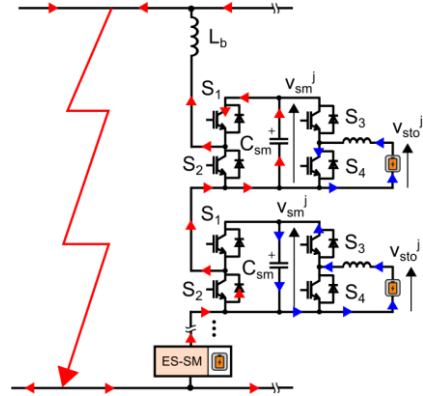 L_b
S_1
v_sm^j
S_3
+
C_sm
v_sto^j
S_2
S_4
S_1
v_sm^j
S_3
+
C_sm
v_sto^j
S_2
S_4
ES-SM